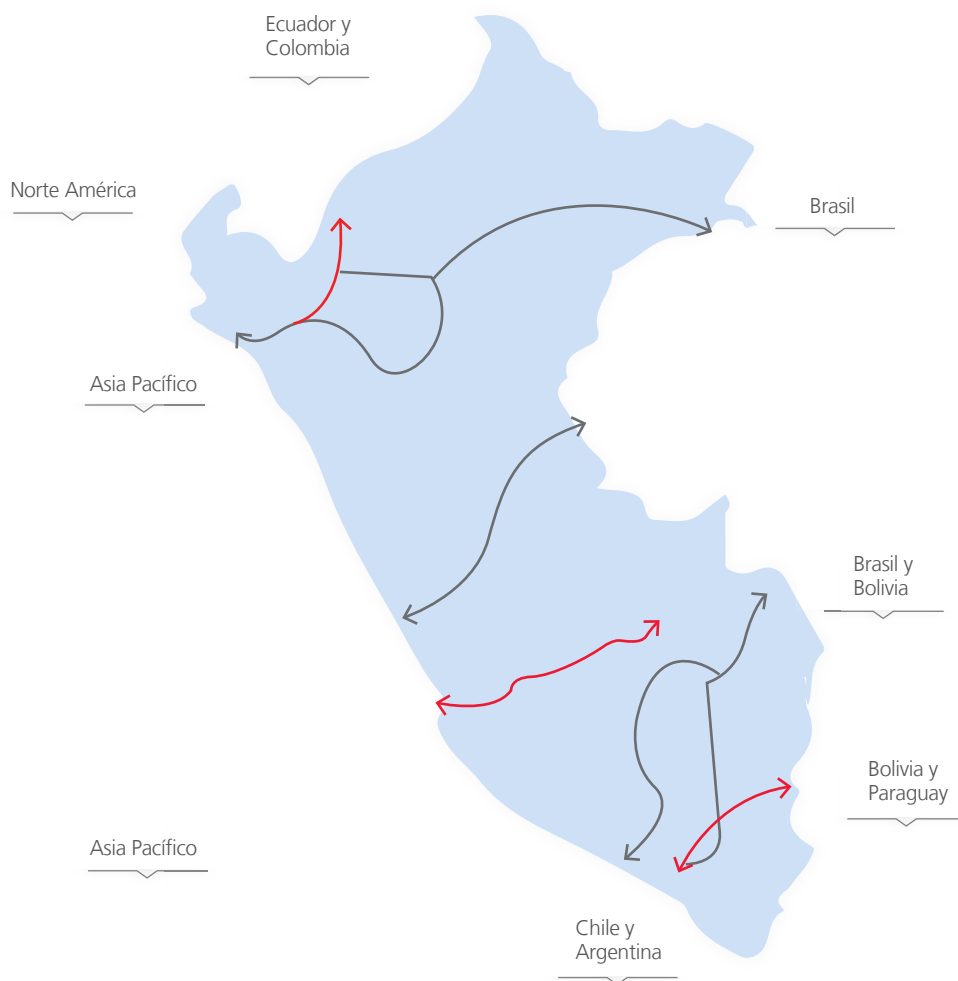 Ecuador y
Colombia
Norte América
Brasil
Asia Pacífico
Brasil y
Bolivia
Bolivia y
Paraguay
Asia Pacífico
Chile y
Argentina